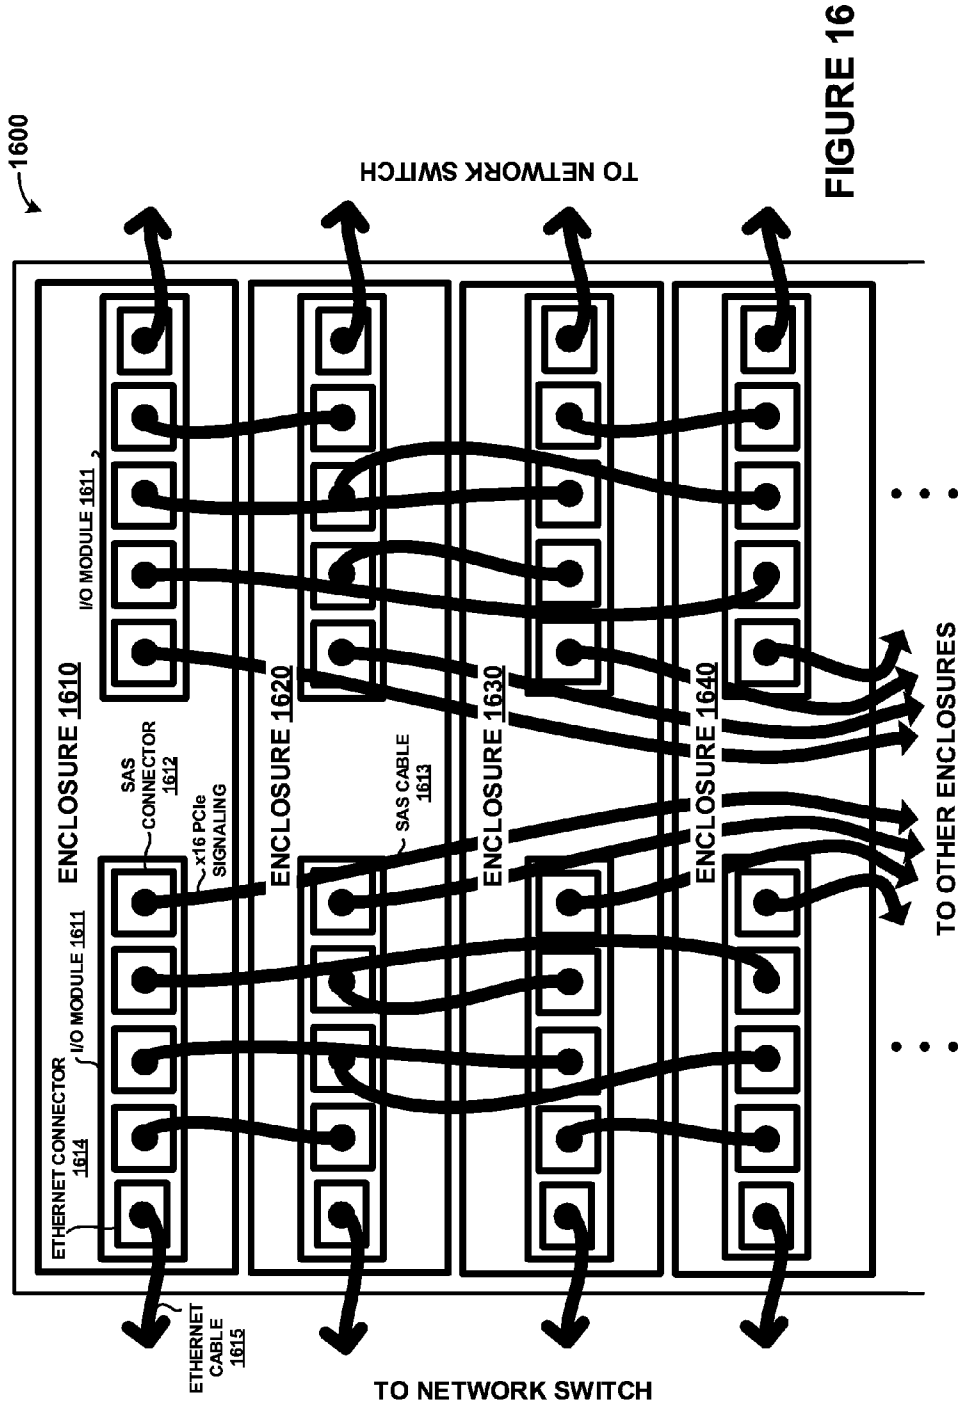 1600
ENCLOSURE 1610
I/O MODULE 1611
I/O MODULE 1611
SAS
CONNECTOR
1612
ETHERNET CONNECTOR
1614
x16 PCIe
SIGNALING
ETHERNET
CABLE
1615
ENCLOSURE 1620
SAS CABLE
1613
ENCLOSURE 1630
ENCLOSURE 1640
TO NETWORK SWITCH
TO NETWORK SWITCH
TO OTHER ENCLOSURES
FIGURE 16